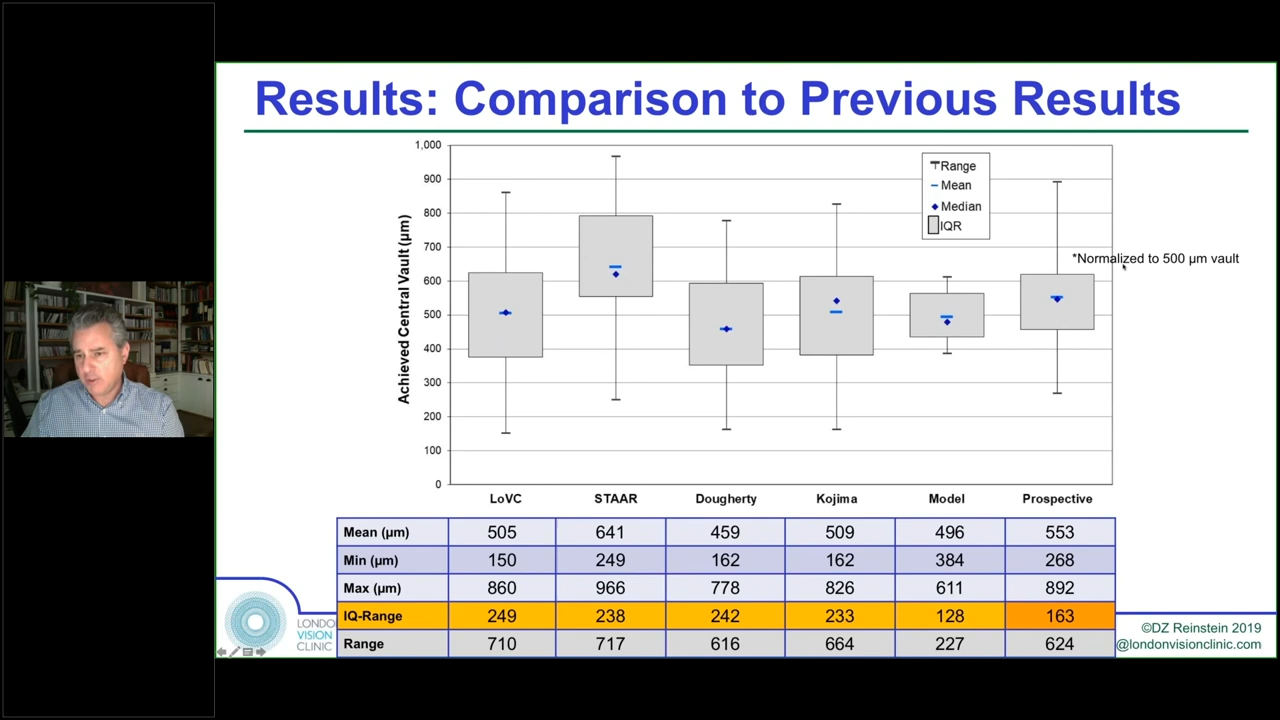 Results: Comparison to Previous Results
1,000
900
800
700
600
500
400
300
200
100
0
Achieved Central Vault (µm)
Range
Mean
Median
IQR
*Normalized to 500 µm vault
LoVC STAAR Dougherty Kojima Model Prospective
Mean (µm) 505 641 459 509 496 553
Min (µm) 150 249 162 162 384 268
Max (µm) 860 966 778 826 611 892
IQ-Range 249 238 242 233 128 163
Range 710 717 616 664 227 624
LONDO
VISION
CLINIC
©DZ Reinstein 2019
@londonvisionclinic.com